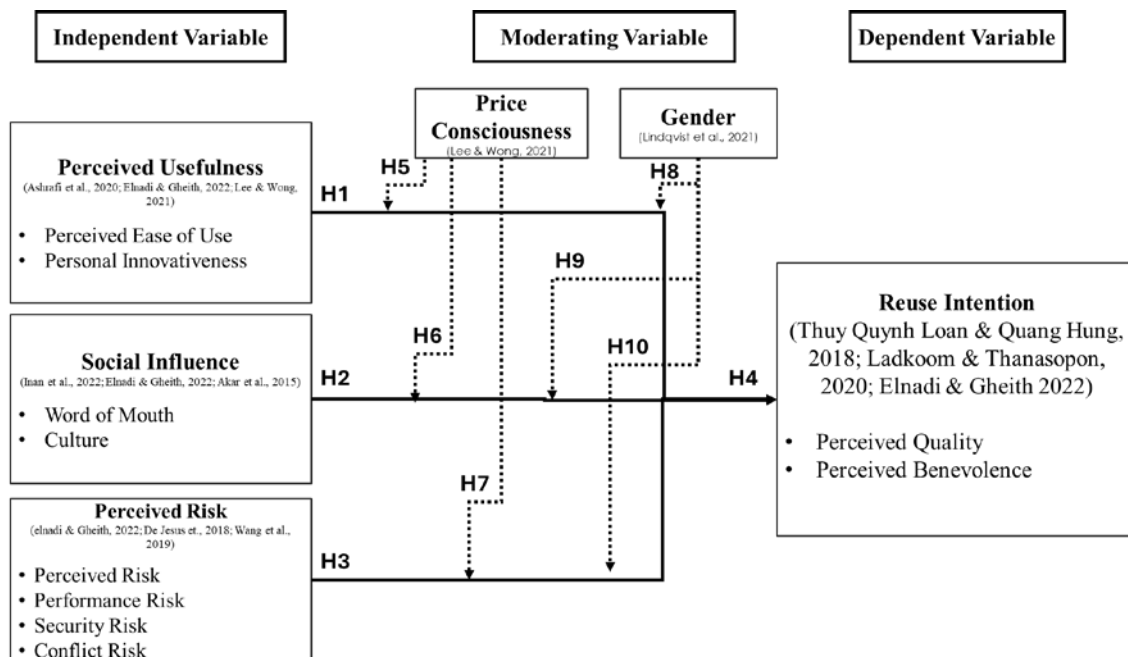 Independent Variable
Moderating Variable
Dependent Variable
Price
Consciousness
(Lee & Wong, 2021)
Gender
(Lindqvist et al., 2021)
Perceived Usefulness
(Ashrafi et al., 2020; Elnadi & Gheith, 2022; Lee & Wong,
2021)
• Perceived Ease of Use
• Personal Innovativeness
H1
H5
H8
H9
Social Influence
(Inan et al., 2022; Elnadi & Gheith, 2022; Akar et al., 2015)
• Word of Mouth
• Culture
H2
H6
H10
H4
Reuse Intention
(Thuy Quynh Loan & Quang Hung,
2018; Ladkoom & Thanasopon,
2020; Elnadi & Gheith 2022)
• Perceived Quality
• Perceived Benevolence
Perceived Risk
(elnadi & Gheith, 2022; De Jesus et., 2018; Wang et al.,
2019)
• Perceived Risk
• Performance Risk
• Security Risk
• Conflict Risk
H3
H7